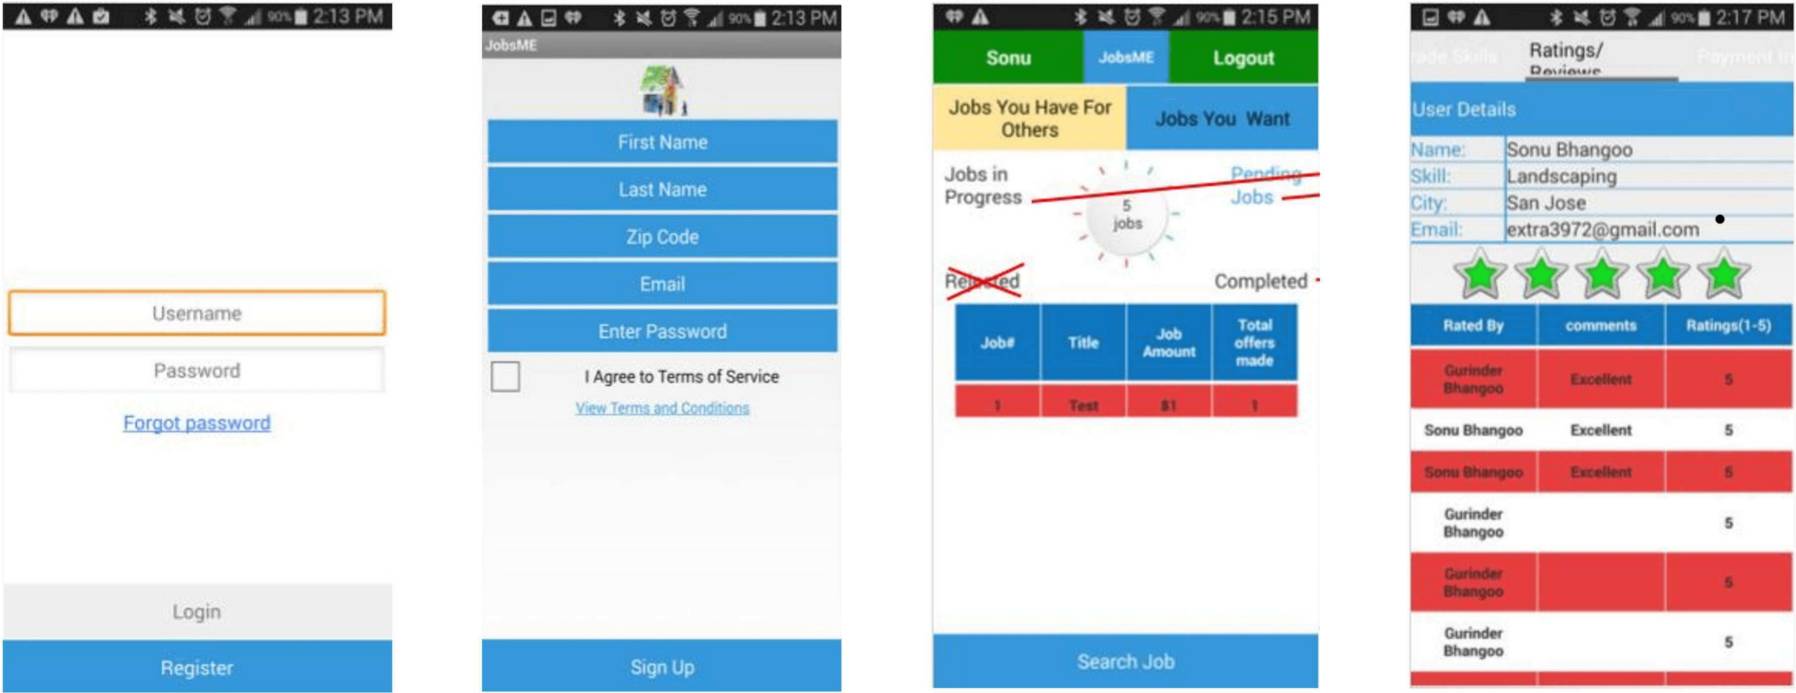 90% 2:13 PM
Username
Password
Forgot password
Login
Register
90% 2:13 PM
JobsME
First Name
Last Name
Zip Code
Email
Enter Password
I Agree to Terms of Service
View Terms and Conditions
Sign Up
90% 2:15 PM
Sonu JobsME Logout
Jobs You Have For
Others
Jobs You Want
Jobs in
Progress
5
jobs
Pending
Jobs
Rejected
Completed
Job#
Title
Job
Amount
Total
offers
made
1 Test 1
Search Job
90% 2:17 PM
Skills
Ratings/
Reviews
Payment
User Details
Name: Sonu Bhangoo
Skill: Landscaping
City: San Jose
Email: extra3972@gmail.com
Rated By comments Ratings(1-5)
Gurinder
Bhangoo
Excellent
5
Sonu Bhangoo Excellent 5
Sonu Bhangoo Excellent 5
Gurinder
Bhangoo
5
Gurinder
Bhangoo
5
Gurinder
Bhangoo
5